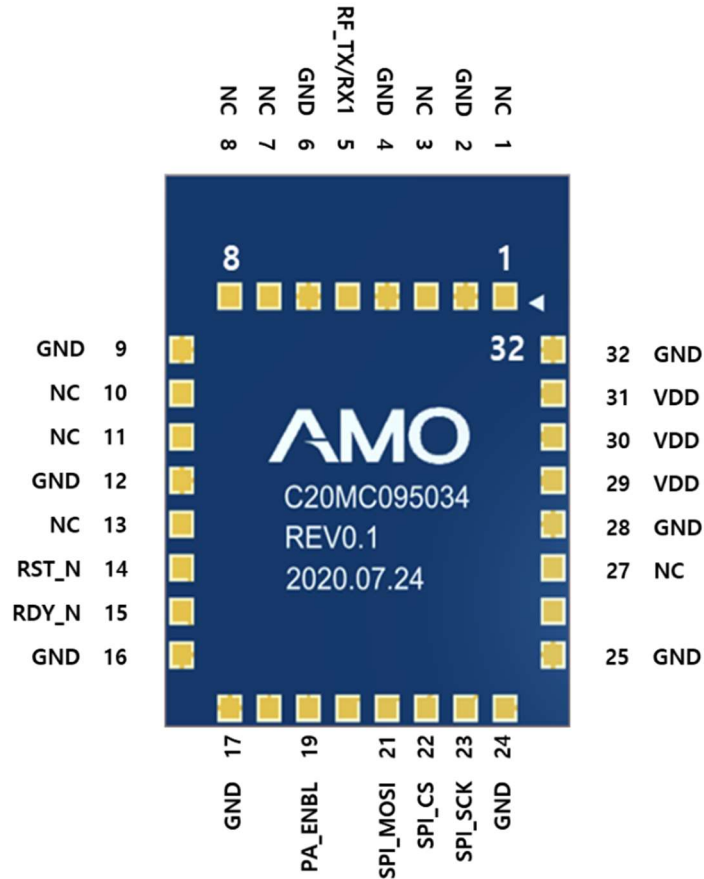 NC GND NC GND RF_TX/RX1 GND NC NC
1 2 3 4 5 6 7 8
8 1
32
GND 9
NC 10
NC 11
GND 12
NC 13
RST_N 14
RDY_N 15
GND 16
AMO
C20MC095034
REV0.1
2020.07.24
32 GND
31 VDD
30 VDD
29 VDD
28 GND
27 NC
25 GND
17 GND
19 PA_ENBL
21 SPI_MOSI
22 SPI_CS
23 SPI_SCK
24 GND